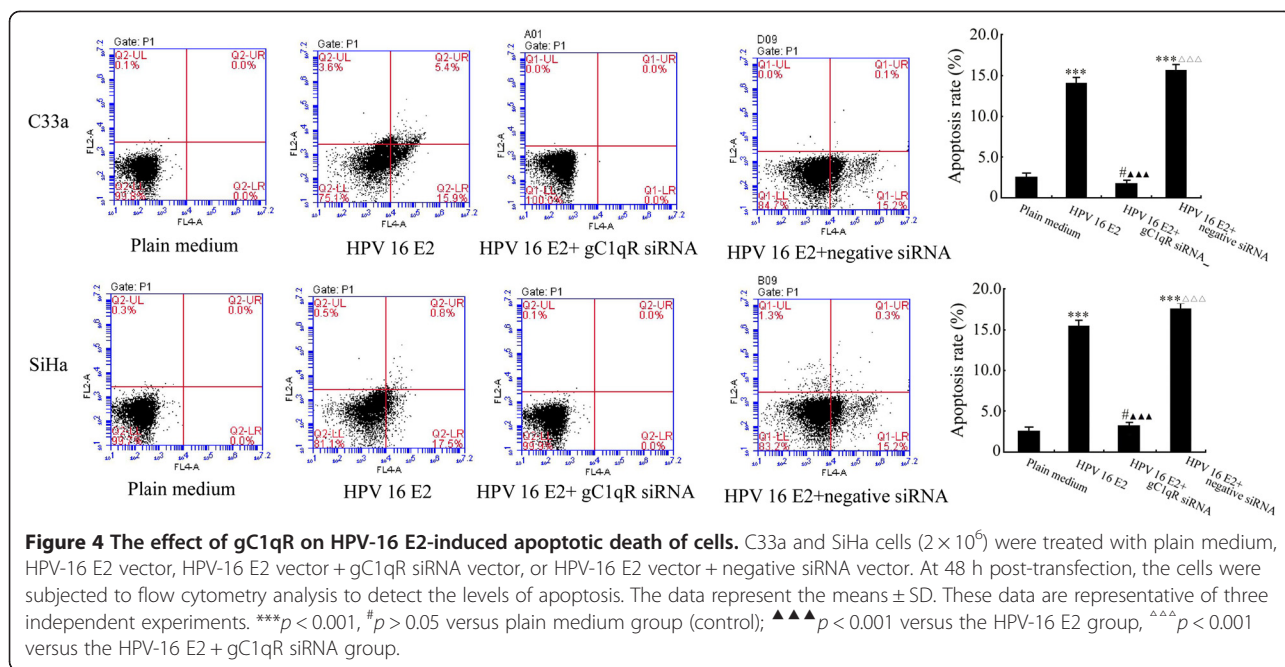 C33a
Gate: P1
Q2-UL
0.1%
Q2-UR
0.0%
Q2-LR
0.0%
FL2-A
FL4-A
Plain medium
Gate: P1
Q2-UL
3.6%
Q2-UR
5.4%
Q2-LL
75.1%
Q2-LR
15.9%
FL2-A
FL4-A
HPV 16 E2
A01
Gate: P1
Q1-UL
0.0%
Q1-UR
0.0%
Q1-LL
100.0%
Q1-LR
0.0%
FL2-A
FL4-A
HPV 16 E2+ gC1qR siRNA
D09
Gate: P1
Q1-UL
0.0%
Q1-UR
0.1%
Q1-LL
84.7%
Q1-LR
15.2%
FL2-A
FL4-A
HPV 16 E2+negative siRNA
Apoptosis rate (%)
20.0
15.0
5.0
0
***
#▲▲▲
***△△△
Plain medium
HPV 16 E2
HPV 16 E2+
gC1qR siRNA
HPV 16 E2+
negative siRNA
SiHa
Gate: P1
Q2-UL
0.3%
Q2-UR
0.0%
Q2-LR
0.0%
FL2-A
FL4-A
Plain medium
Gate: P1
Q2-UL
0.5%
Q2-UR
0.8%
Q2-LL
81.1%
Q2-LR
17.5%
FL2-A
FL4-A
HPV 16 E2
Gate: P1
Q2-UL
0.1%
Q2-UR
0.0%
Q2-LR
0.0%
FL2-A
FL4-A
HPV 16 E2+ gC1qR siRNA
B09
Gate: P1
Q1-UL
1.3%
Q1-UR
0.3%
Q1-LL
83.2%
Q1-LR
15.2%
FL2-A
FL4-A
HPV 16 E2+negative siRNA
Apoptosis rate (%)
20.0
15.0
5.0
0
***
#▲▲▲
***△△△
Plain medium
HPV 16 E2
HPV 16 E2+
gC1qR siRNA
HPV 16 E2+
negative siRNA
Figure 4 The effect of gC1qR on HPV-16 E2-induced apoptotic death of cells. C33a and SiHa cells (2 × 10⁶) were treated with plain medium,
HPV-16 E2 vector, HPV-16 E2 vector + gC1qR siRNA vector, or HPV-16 E2 vector + negative siRNA vector. At 48 h post-transfection, the cells were
subjected to flow cytometry analysis to detect the levels of apoptosis. The data represent the means ± SD. These data are representative of three
independent experiments. ***p < 0.001, #p > 0.05 versus plain medium group (control); ▲▲▲p < 0.001 versus the HPV-16 E2 group, △△△p < 0.001
versus the HPV-16 E2 + gC1qR siRNA group.